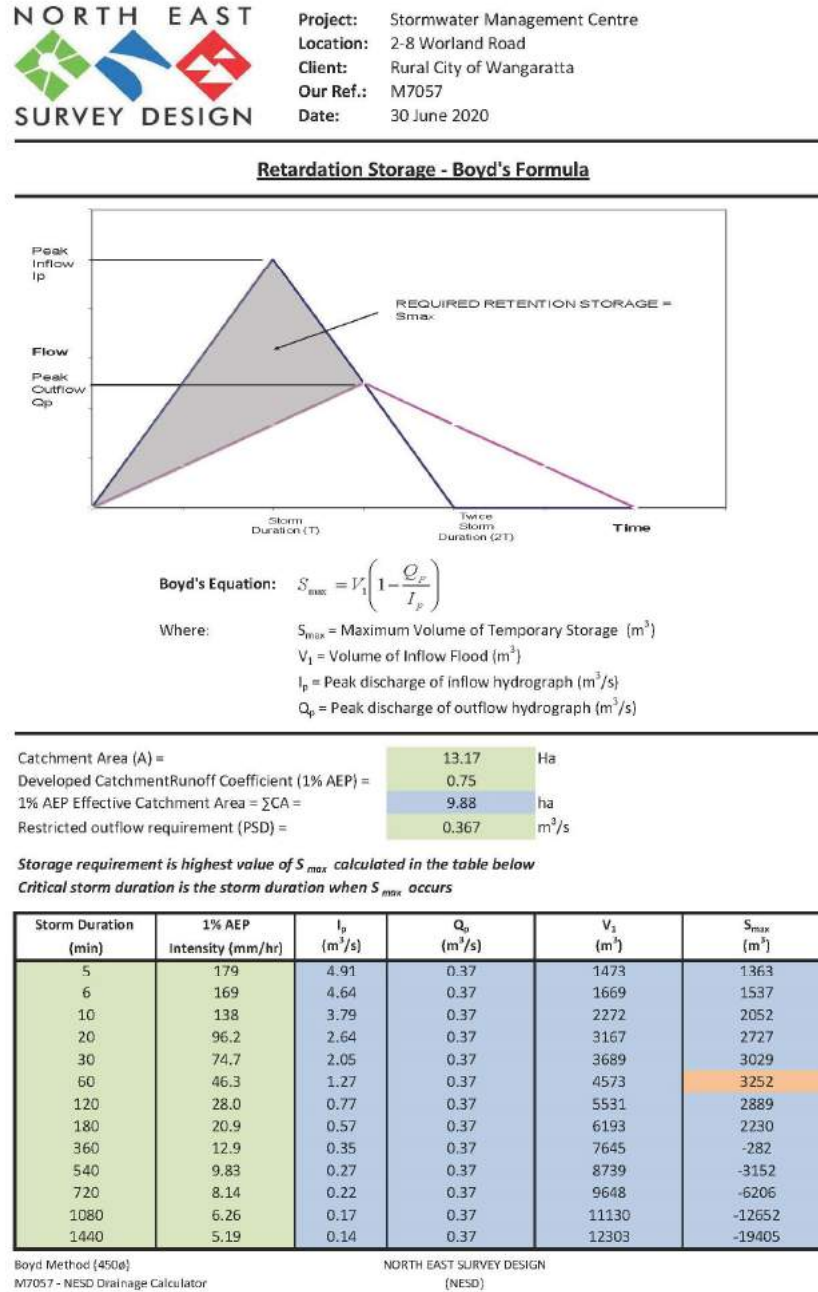 NORTH EAST
SURVEY DESIGN
Project: Stormwater Management Centre
Location: 2-8 Worland Road
Client: Rural City of Wangaratta
Our Ref.: M7057
Date: 30 June 2020
Retardation Storage - Boyd's Formula
Peak
Inflow
Ip
REQUIRED RETENTION STORAGE =
Smax
Flow
Peak
Outflow
Qp
Storm
Duration (T)
Twice
Storm
Duration (2T)
Time
Boyd's Equation: S_max = V_1(1 - Q_p/I_p)
Where: S_max = Maximum Volume of Temporary Storage (m³)
V₁ = Volume of Inflow Flood (m³)
I_p = Peak discharge of inflow hydrograph (m³/s)
Q_p = Peak discharge of outflow hydrograph (m³/s)
Catchment Area (A) = 13.17 Ha
Developed CatchmentRunoff Coefficient (1% AEP) = 0.75
1% AEP Effective Catchment Area = ∑CA = 9.88 ha
Restricted outflow requirement (PSD) = 0.367 m³/s
Storage requirement is highest value of S max calculated in the table below
Critical storm duration is the storm duration when S max occurs
Storm Duration 1% AEP I_p Q_p V₁ S_max
(min) Intensity (mm/hr) (m³/s) (m³/s) (m³) (m³)
5 179 4.91 0.37 1473 1363
6 169 4.64 0.37 1669 1537
10 138 3.79 0.37 2272 2052
20 96.2 2.64 0.37 3167 2727
30 74.7 2.05 0.37 3689 3029
60 46.3 1.27 0.37 4573 3252
120 28.0 0.77 0.37 5531 2889
180 20.9 0.57 0.37 6193 2230
360 12.9 0.35 0.37 7645 -282
540 9.83 0.27 0.37 8739 -3152
720 8.14 0.22 0.37 9648 -6206
1080 6.26 0.17 0.37 11130 -12652
1440 5.19 0.14 0.37 12303 -19405
Boyd Method (450ø) NORTH EAST SURVEY DESIGN
M7057 - NESD Drainage Calculator (NESD)